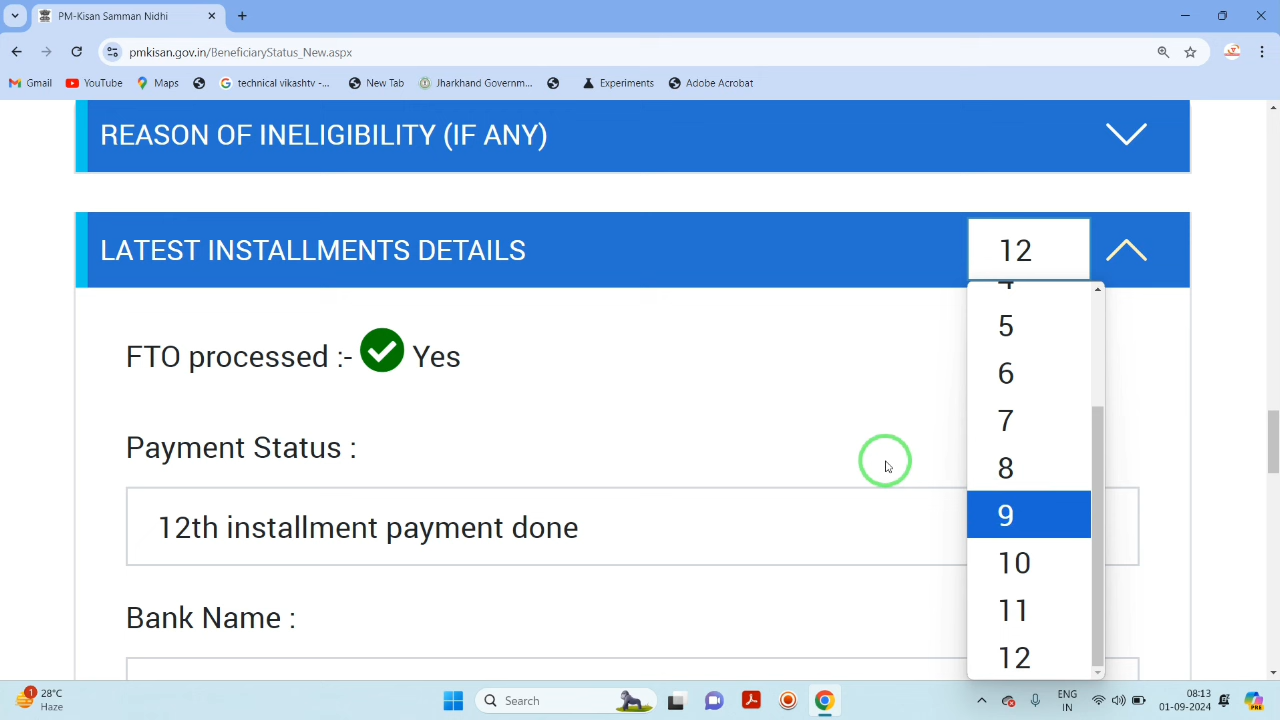 PM-Kisan Samman Nidhi
pmkisan.gov.in/BeneficiaryStatus_New.aspx
Gmail YouTube Maps technical vikashtv -... New Tab Jharkhand Governm... Experiments Adobe Acrobat
REASON OF INELIGIBILITY (IF ANY)
LATEST INSTALLMENTS DETAILS 12
4
5
FTO processed :- Yes
6
7
Payment Status :
8
9
12th installment payment done
10
11
Bank Name :
12
1
28°C
Haze
Search
ENG
IN
08:13
01-09-2024
PRE